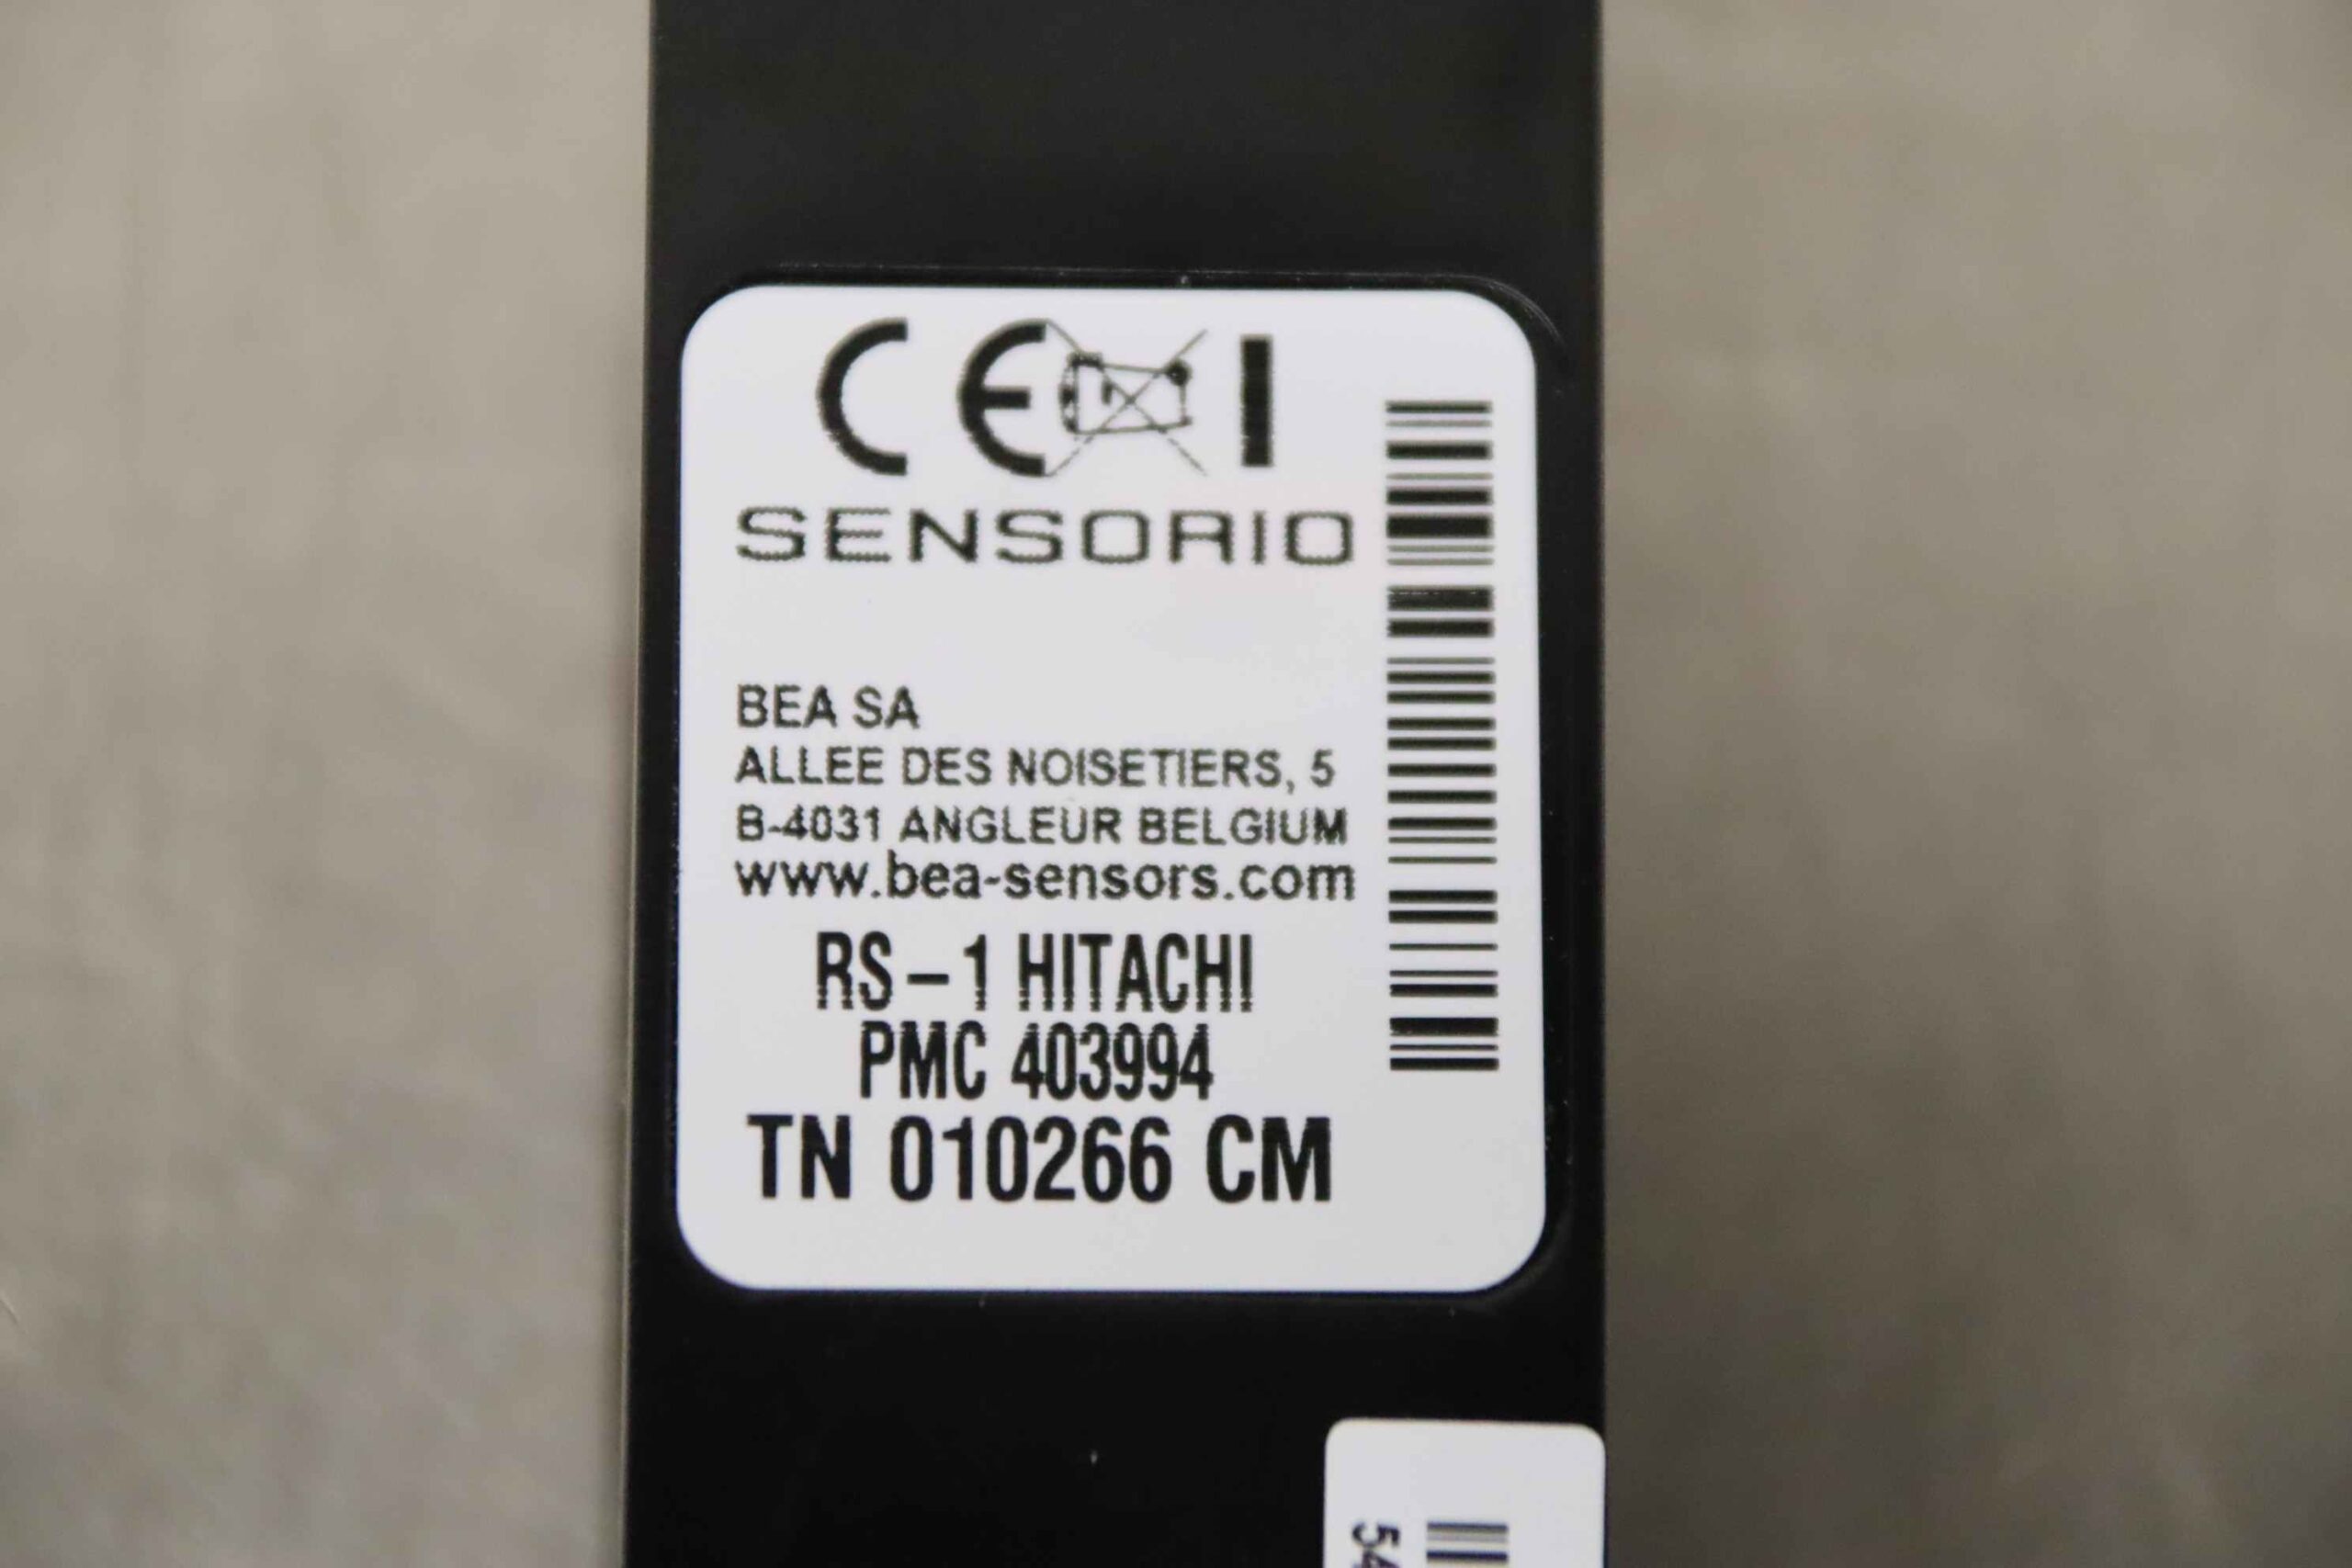 CE
SENSORIO
BEA SA
ALLEE DES NOISETIERS, 5
B-4031 ANGLEUR BELGIUM
www.bea-sensors.com
RS-1 HITACHI
PMC 403994
TN 010266 CM
54